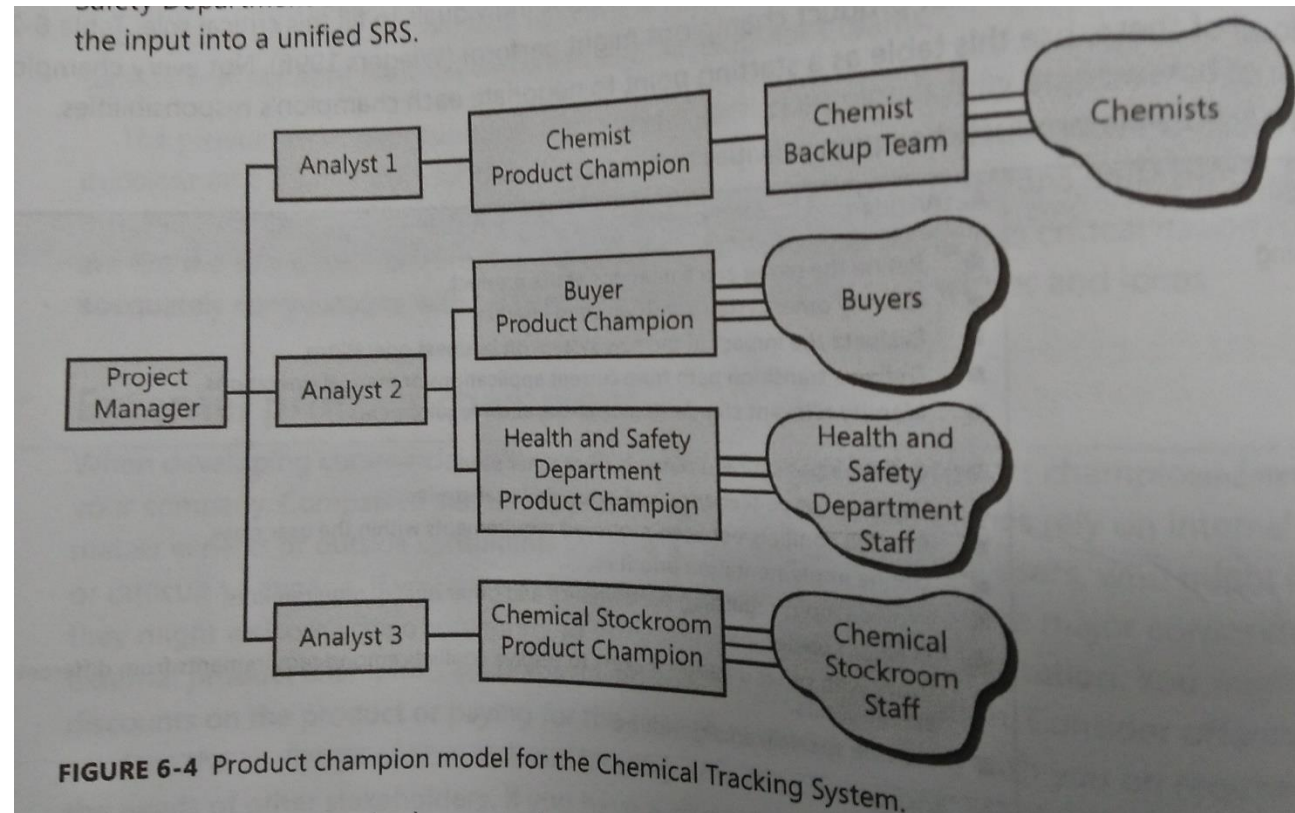 the input into a unified SRS.
Analyst 1
Chemist
Product Champion
Chemist
Backup Team
Chemists
Buyer
Product Champion
Buyers
Project
Manager
Analyst 2
Health and Safety
Department
Product Champion
Health and
Safety
Department
Staff
Analyst 3
Chemical Stockroom
Product Champion
Chemical
Stockroom
Staff
FIGURE 6-4 Product champion model for the Chemical Tracking System.